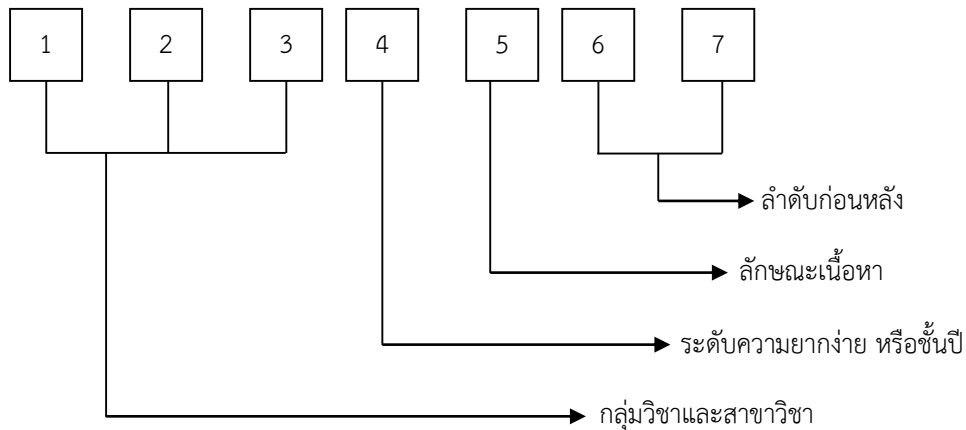 1 2 3 4 5 6 7
ลำดับก่อนหลัง
ลักษณะเนื้อหา
ระดับความยากง่าย หรือชั้นปี
กลุ่มวิชาและสาขาวิชา